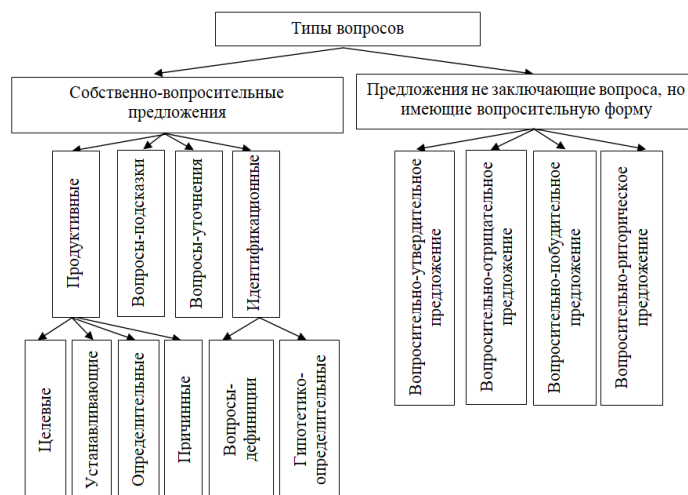 Типы вопросов
Собственно-вопросительные
предложения
Предложения не заключающие вопроса, но
имеющие вопросительную форму
Продуктивные
Вопросы-подсказки
Вопросы-уточнения
Идентификационные
Вопросительно-утвердительное
предложение
Вопросительно-отрицательное
предложение
Вопросительно-побудительное
предложение
Вопросительно-риторическое
предложение
Целевые
Устанавливающие
Определительные
Причинные
Вопросы-
дефиниции
Гипотетико-
определительные